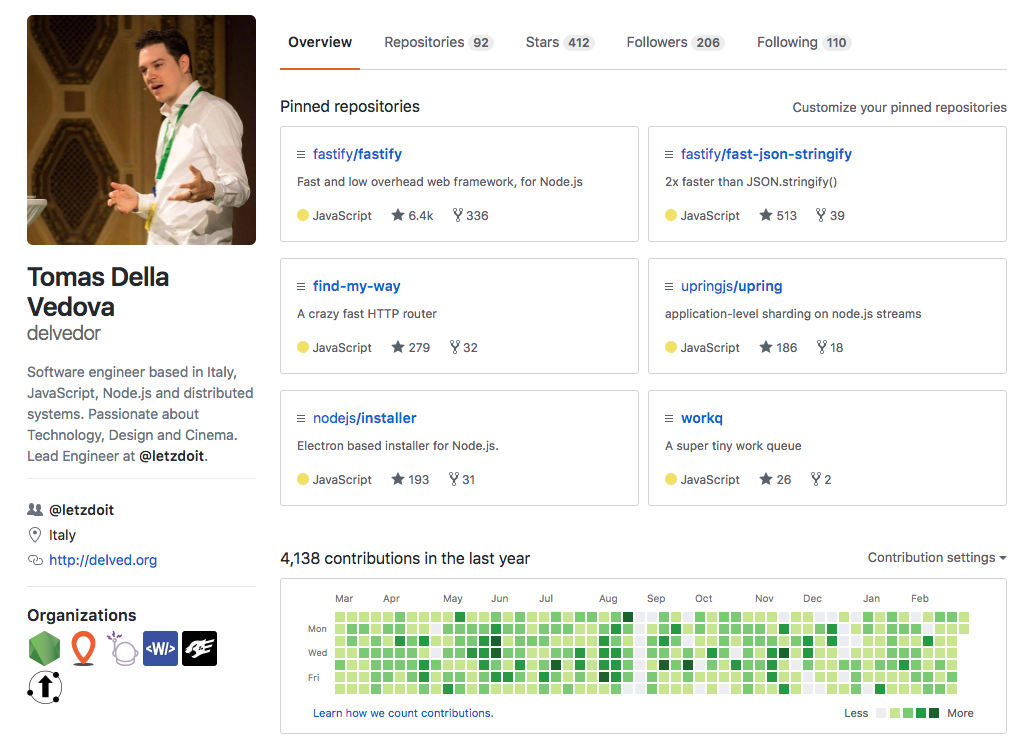 Overview Repositories 92 Stars 412 Followers 206 Following 110
Pinned repositories Customize your pinned repositories
fastify/fastify
Fast and low overhead web framework, for Node.js
JavaScript 6.4k 336
fastify/fast-json-stringify
2x faster than JSON.stringify()
JavaScript 513 39
find-my-way
A crazy fast HTTP router
JavaScript 279 32
upringjs/upring
application-level sharding on node.js streams
JavaScript 186 18
nodejs/installer
Electron based installer for Node.js.
JavaScript 193 31
workq
A super tiny work queue
JavaScript 26 2
Tomas Della
Vedova
delvedor
Software engineer based in Italy,
JavaScript, Node.js and distributed
systems. Passionate about
Technology, Design and Cinema.
Lead Engineer at @letzdoit.
@letzdoit
Italy
http://delved.org
Organizations
<W/>
4,138 contributions in the last year Contribution settings
Mar Apr May Jun Jul Aug Sep Oct Nov Dec Jan Feb
Mon
Wed
Fri
Learn how we count contributions. Less More